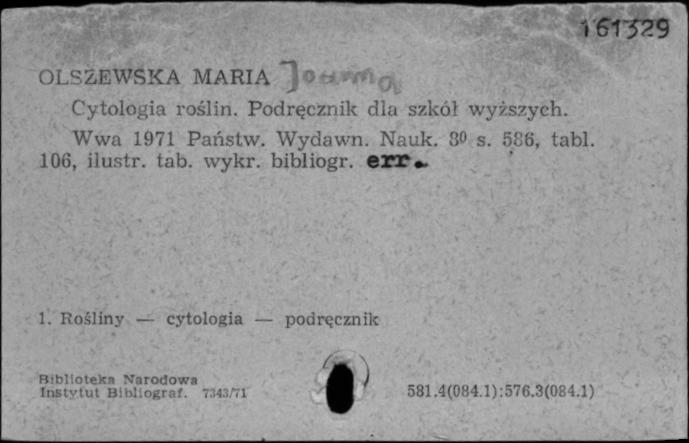 161329
OLSZEWSKA MARIA Joanna
Cytologia roślin. Podręcznik dla szkół wyższych.
Wwa 1971 Państw. Wydawn. Nauk. 8⁰ s. 586, tabl.
106, ilustr. tab. wykr. bibliogr. err.
1. Rośliny — cytologia — podręcznik
Biblioteka Narodowa
Instytut Bibliograf. 7343/71
581.4(084.1):576.3(084.1)